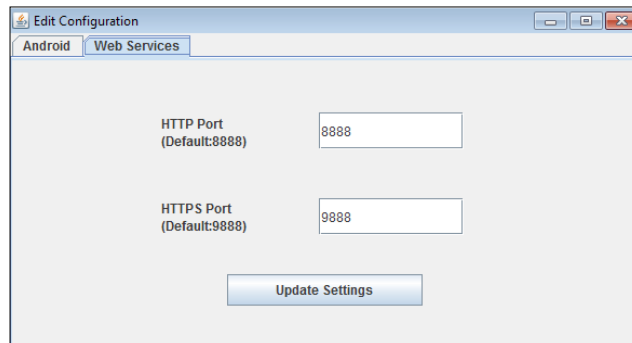 Edit Configuration
Android Web Services
HTTP Port
(Default:8888)
8888
HTTPS Port
(Default:9888)
9888
Update Settings